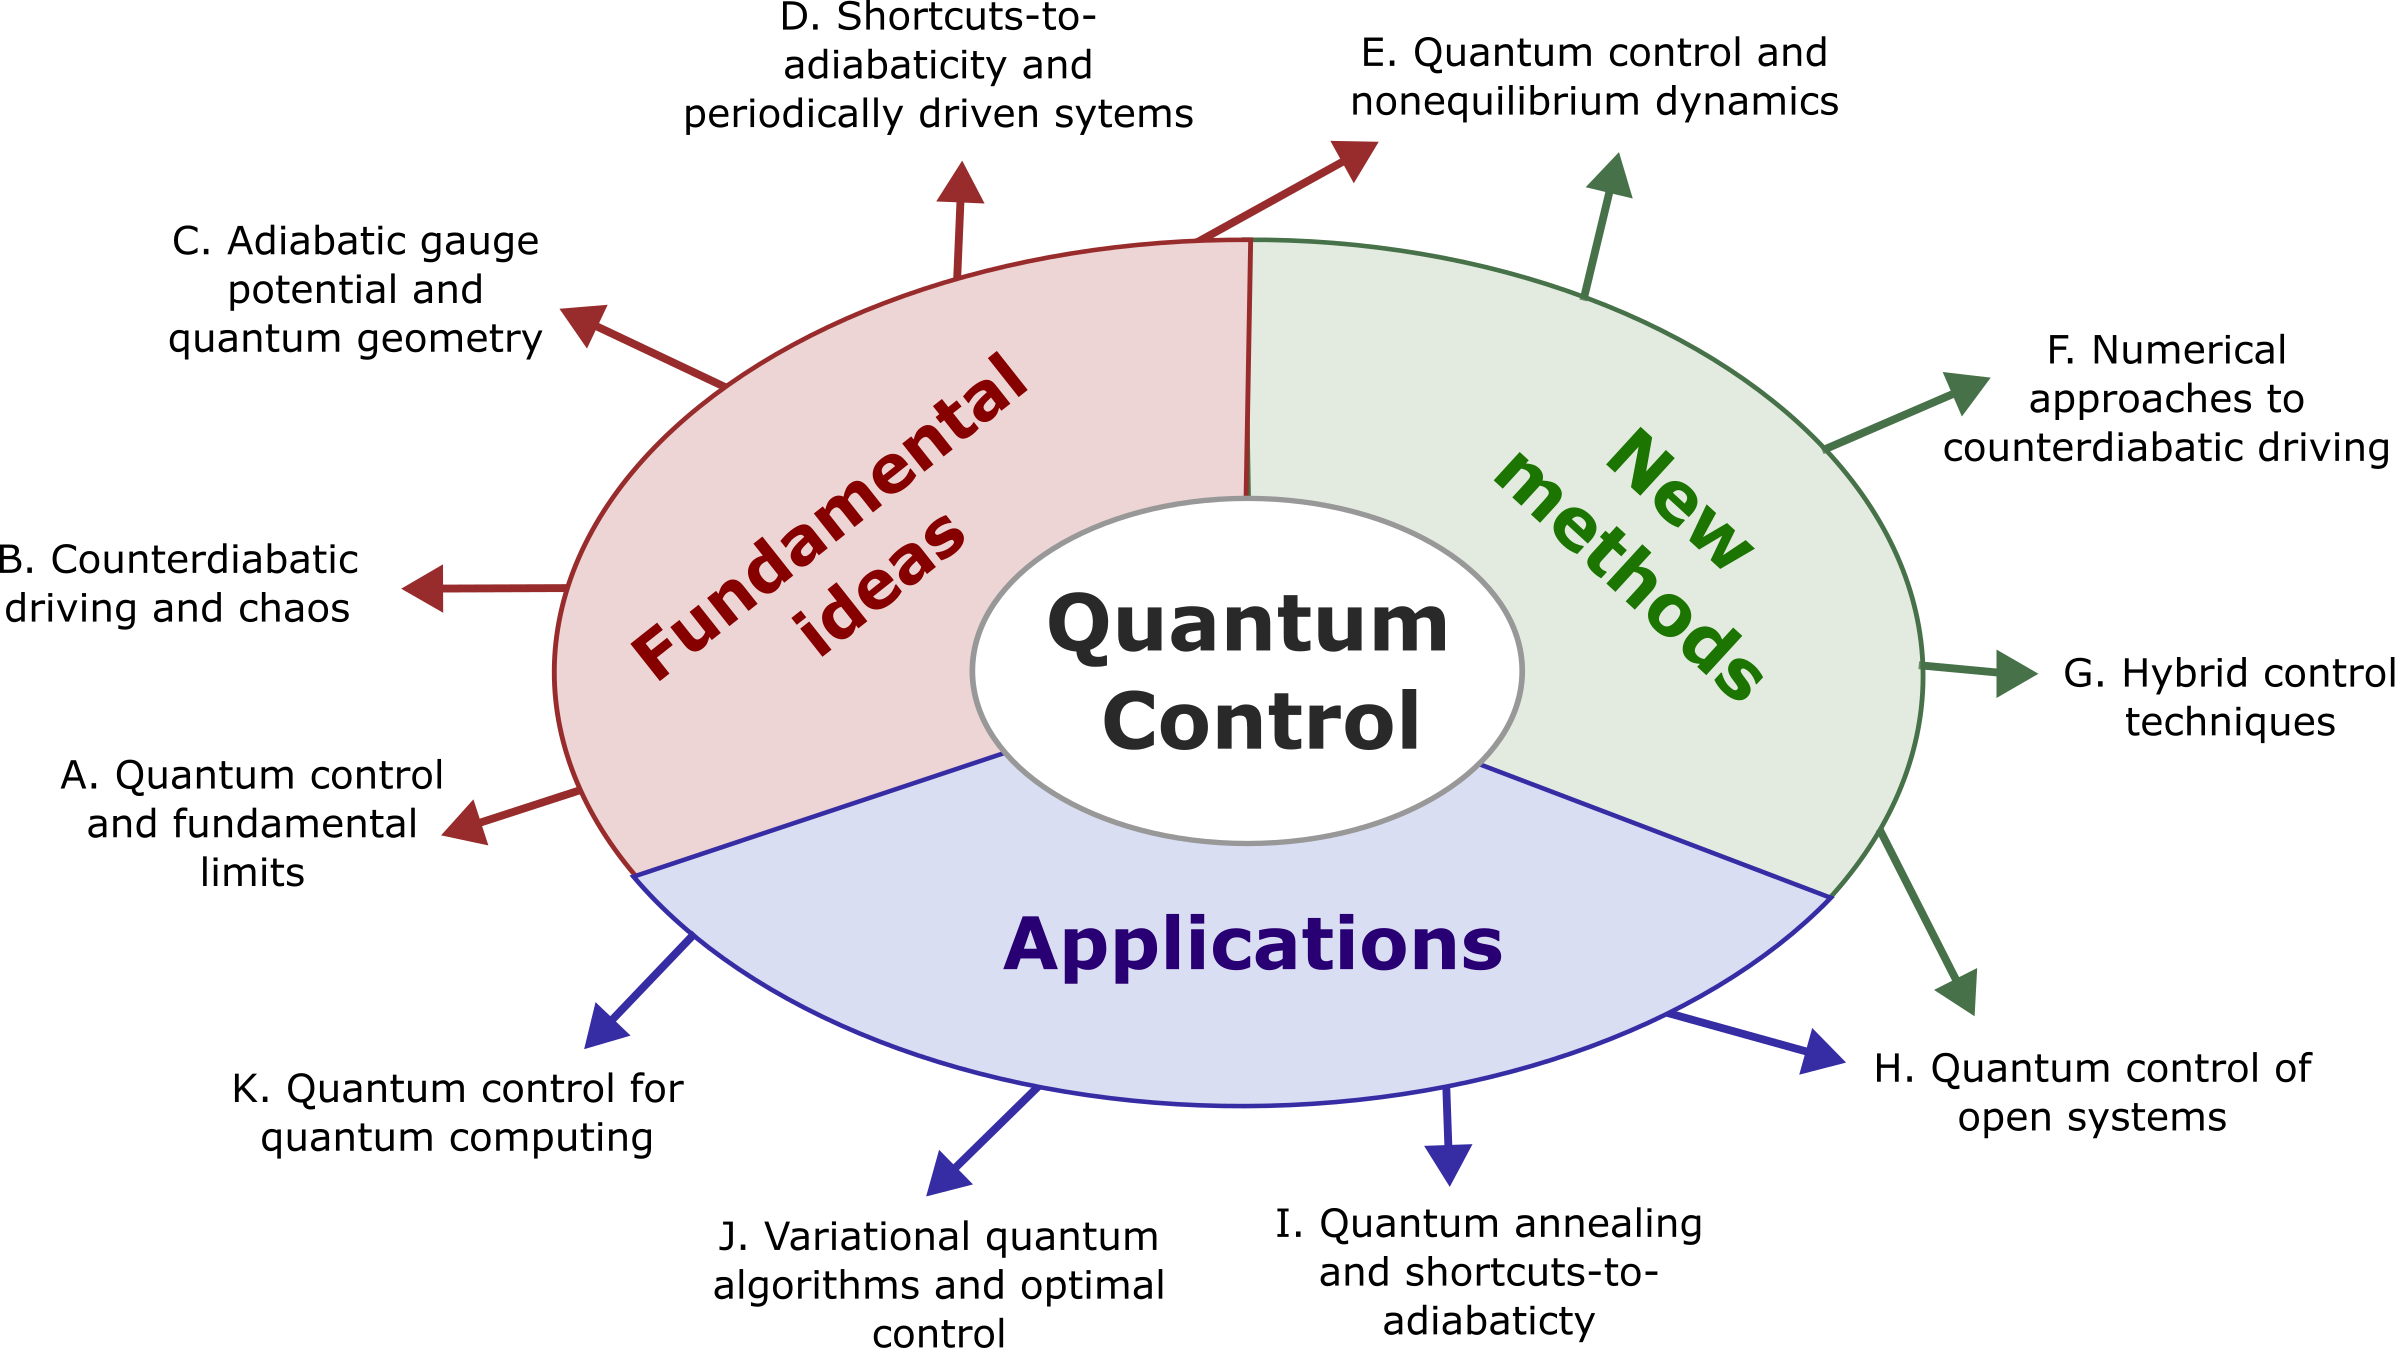 D. Shortcuts-to-
adiabaticity and
periodically driven sytems
E. Quantum control and
nonequilibrium dynamics
C. Adiabatic gauge
potential and
quantum geometry
F. Numerical
approaches to
counterdiabatic driving
Fundamental
ideas
New
methods
B. Counterdiabatic
driving and chaos
Quantum
Control
G. Hybrid control
techniques
A. Quantum control
and fundamental
limits
Applications
H. Quantum control of
open systems
K. Quantum control for
quantum computing
J. Variational quantum
algorithms and optimal
control
I. Quantum annealing
and shortcuts-to-
adiabaticty